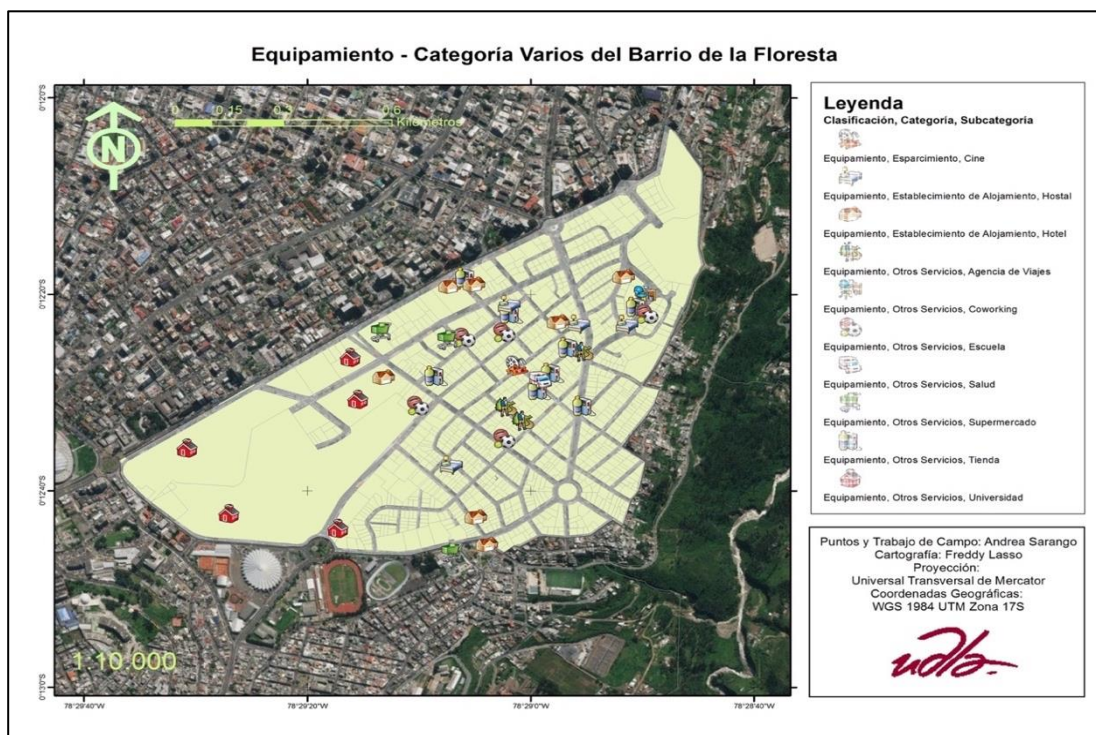 Equipamiento - Categoría Varios del Barrio de la Floresta
0°12'0"S
0°12'20"S
0°12'40"S
0°13'0"S
78°29'40"W
78°29'20"W
78°29'0"W
78°28'40"W
N
0 0.15 0.3 0.6
Kilómetros
1:10.000
Leyenda
Clasificación, Categoría, Subcategoría
Equipamiento, Esparcimiento, Cine
Equipamiento, Establecimiento de Alojamiento, Hostal
Equipamiento, Establecimiento de Alojamiento, Hotel
Equipamiento, Otros Servicios, Agencia de Viajes
Equipamiento, Otros Servicios, Coworking
Equipamiento, Otros Servicios, Escuela
Equipamiento, Otros Servicios, Salud
Equipamiento, Otros Servicios, Supermercado
Equipamiento, Otros Servicios, Tienda
Equipamiento, Otros Servicios, Universidad
Puntos y Trabajo de Campo: Andrea Sarango
Cartografía: Freddy Lasso
Proyección:
Universal Transversal de Mercator
Coordenadas Geográficas:
WGS 1984 UTM Zona 17S
udla